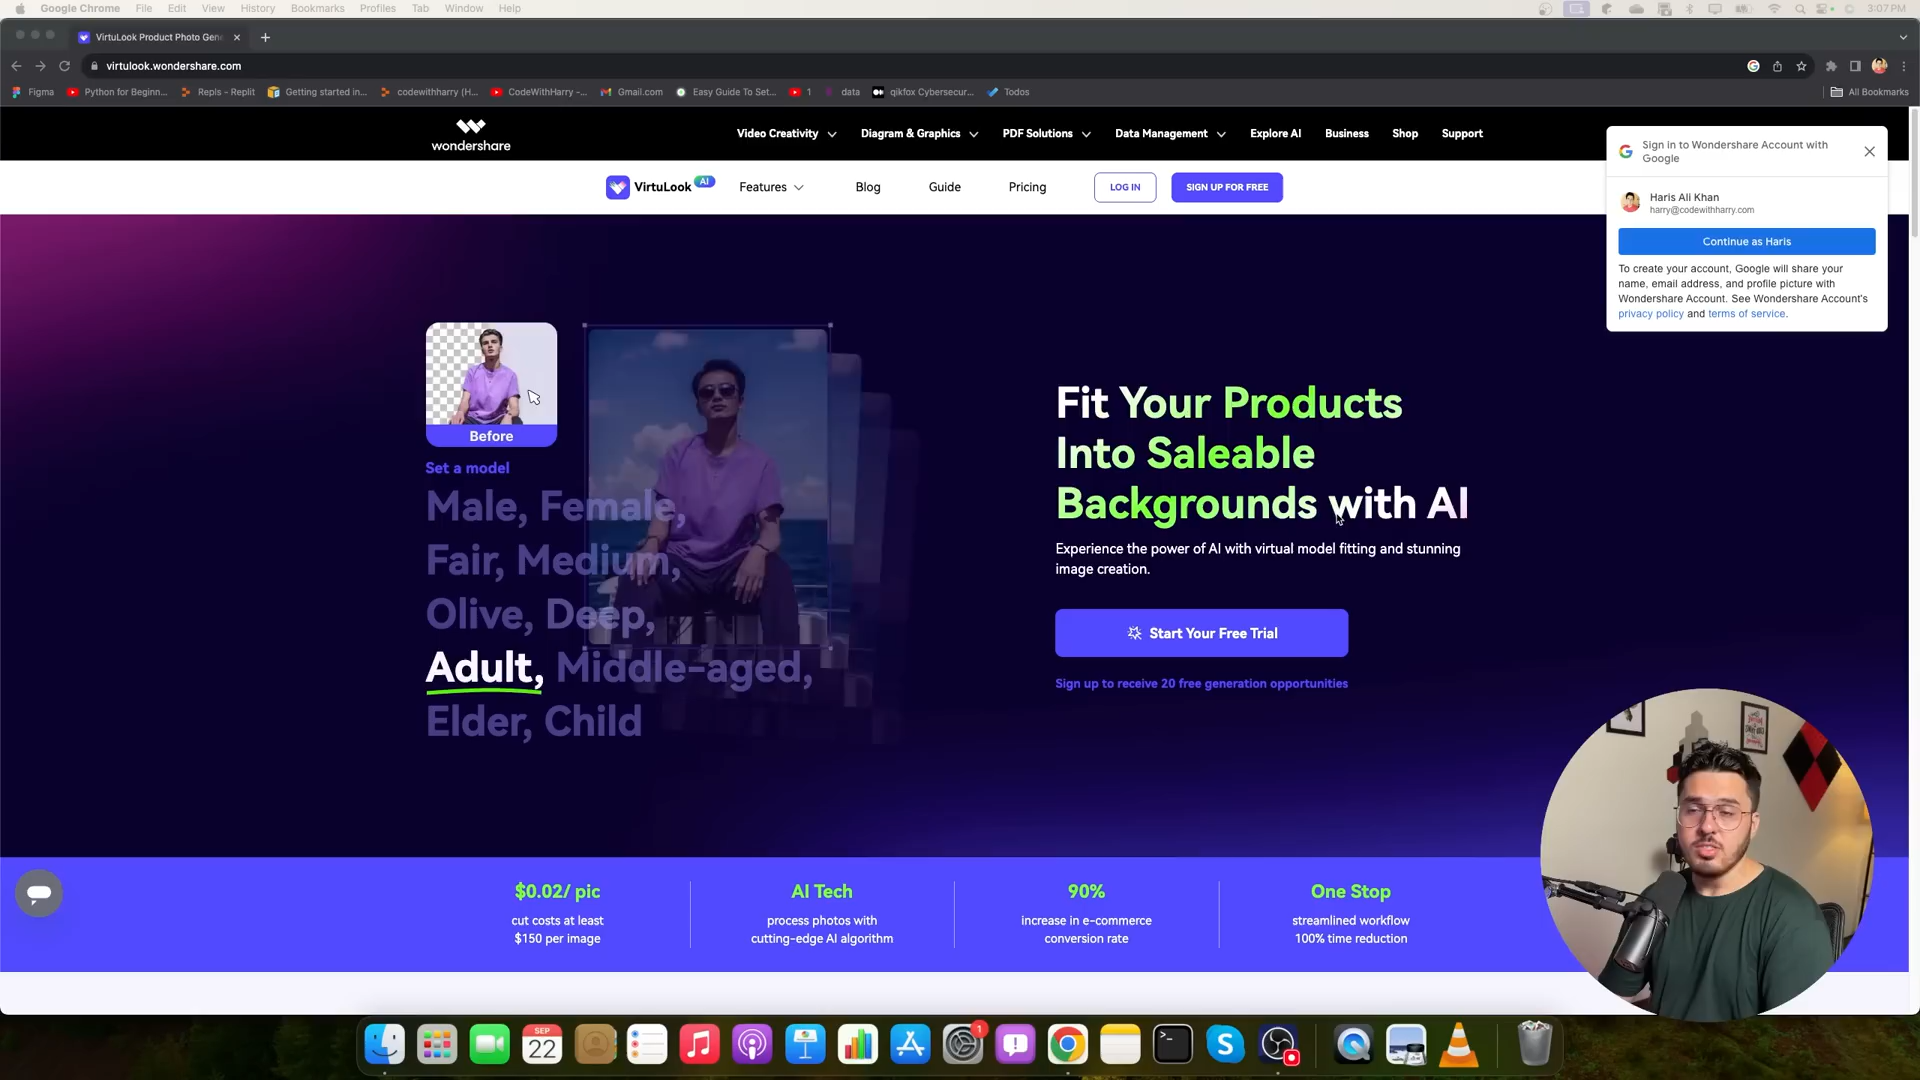 Google Chrome File Edit View History Bookmarks Profiles Tab Window Help 3:07 PM
VirtuLook Product Photo Gen
virtulook.wondershare.com
Figma Python for Beginn... Repls - Replit Getting started in... codewithharry (H... CodeWithHarry -... Gmail.com Easy Guide To Set... 1 data qikfox Cybersecur... Todos All Bookmarks
wondershare
Video Creativity Diagram & Graphics PDF Solutions Data Management Explore AI Business Shop Support
VirtuLook AI Features Blog Guide Pricing LOG IN SIGN UP FOR FREE
Sign in to Wondershare Account with
Google
Haris Ali Khan
harry@codewithharry.com
Continue as Haris
To create your account, Google will share your
name, email address, and profile picture with
Wondershare Account. See Wondershare Account's
privacy policy and terms of service.
Before
Set a model
Male, Female,
Fair, Medium,
Olive, Deep,
Adult, Middle-aged,
Elder, Child
Fit Your Products
Into Saleable
Backgrounds with AI
Experience the power of AI with virtual model fitting and stunning
image creation.
Start Your Free Trial
Sign up to receive 20 free generation opportunities
$0.02/ pic
cut costs at least
$150 per image
AI Tech
process photos with
cutting-edge AI algorithm
90%
increase in e-commerce
conversion rate
One Stop
streamlined workflow
100% time reduction
SEP
22
1